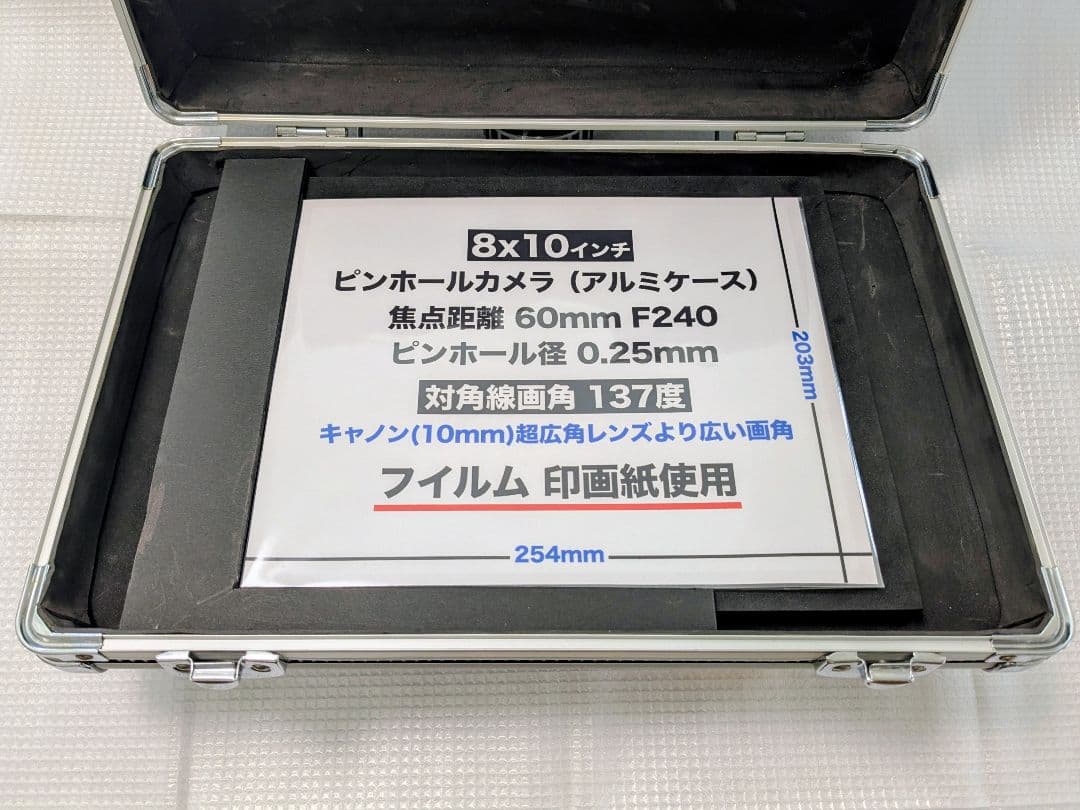 8x10インチ
ピンホールカメラ（アルミケース）
焦点距離 60mm F240
ピンホール径 0.25mm
対角線画角 137度
キャノン(10mm)超広角レンズより広い画角
フイルム 印画紙使用
203mm
254mm